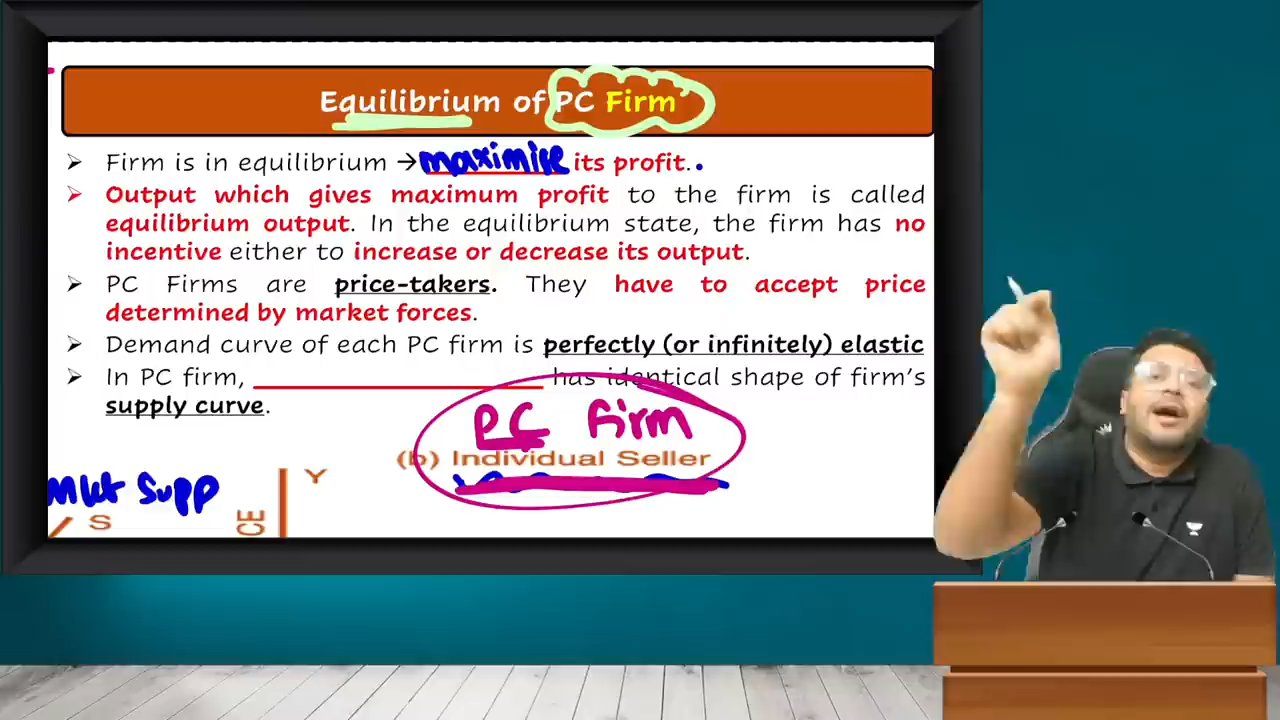 Equilibrium of PC Firm
➢ Firm is in equilibrium → maximise its profit.
➢ Output which gives maximum profit to the firm is called
equilibrium output. In the equilibrium state, the firm has no
incentive either to increase or decrease its output.
➢ PC Firms are price-takers. They have to accept price
determined by market forces.
➢ Demand curve of each PC firm is perfectly (or infinitely) elastic
➢ In PC firm, ____________________ has identical shape of firm's
supply curve.
PC Firm
(b) Individual Seller
Mkt Supp
Y
S
CE